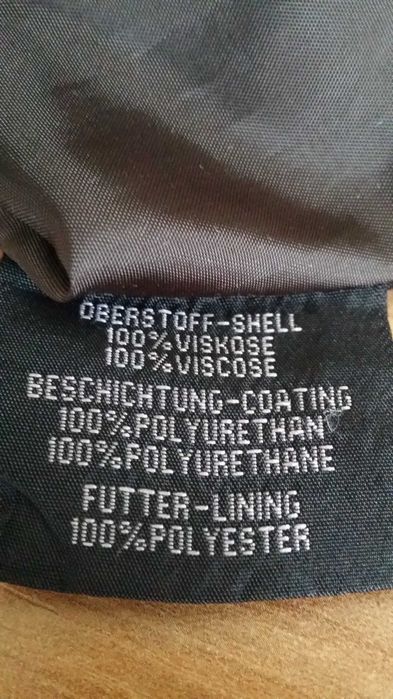 OBERSTOFF-SHELL
100%VISKOSE
100%VISCOSE
BESCHICHTUNG-COATING
100%POLYURETHAN
100%POLYURETHANE
FUTTER-LINING
100%POLYESTER